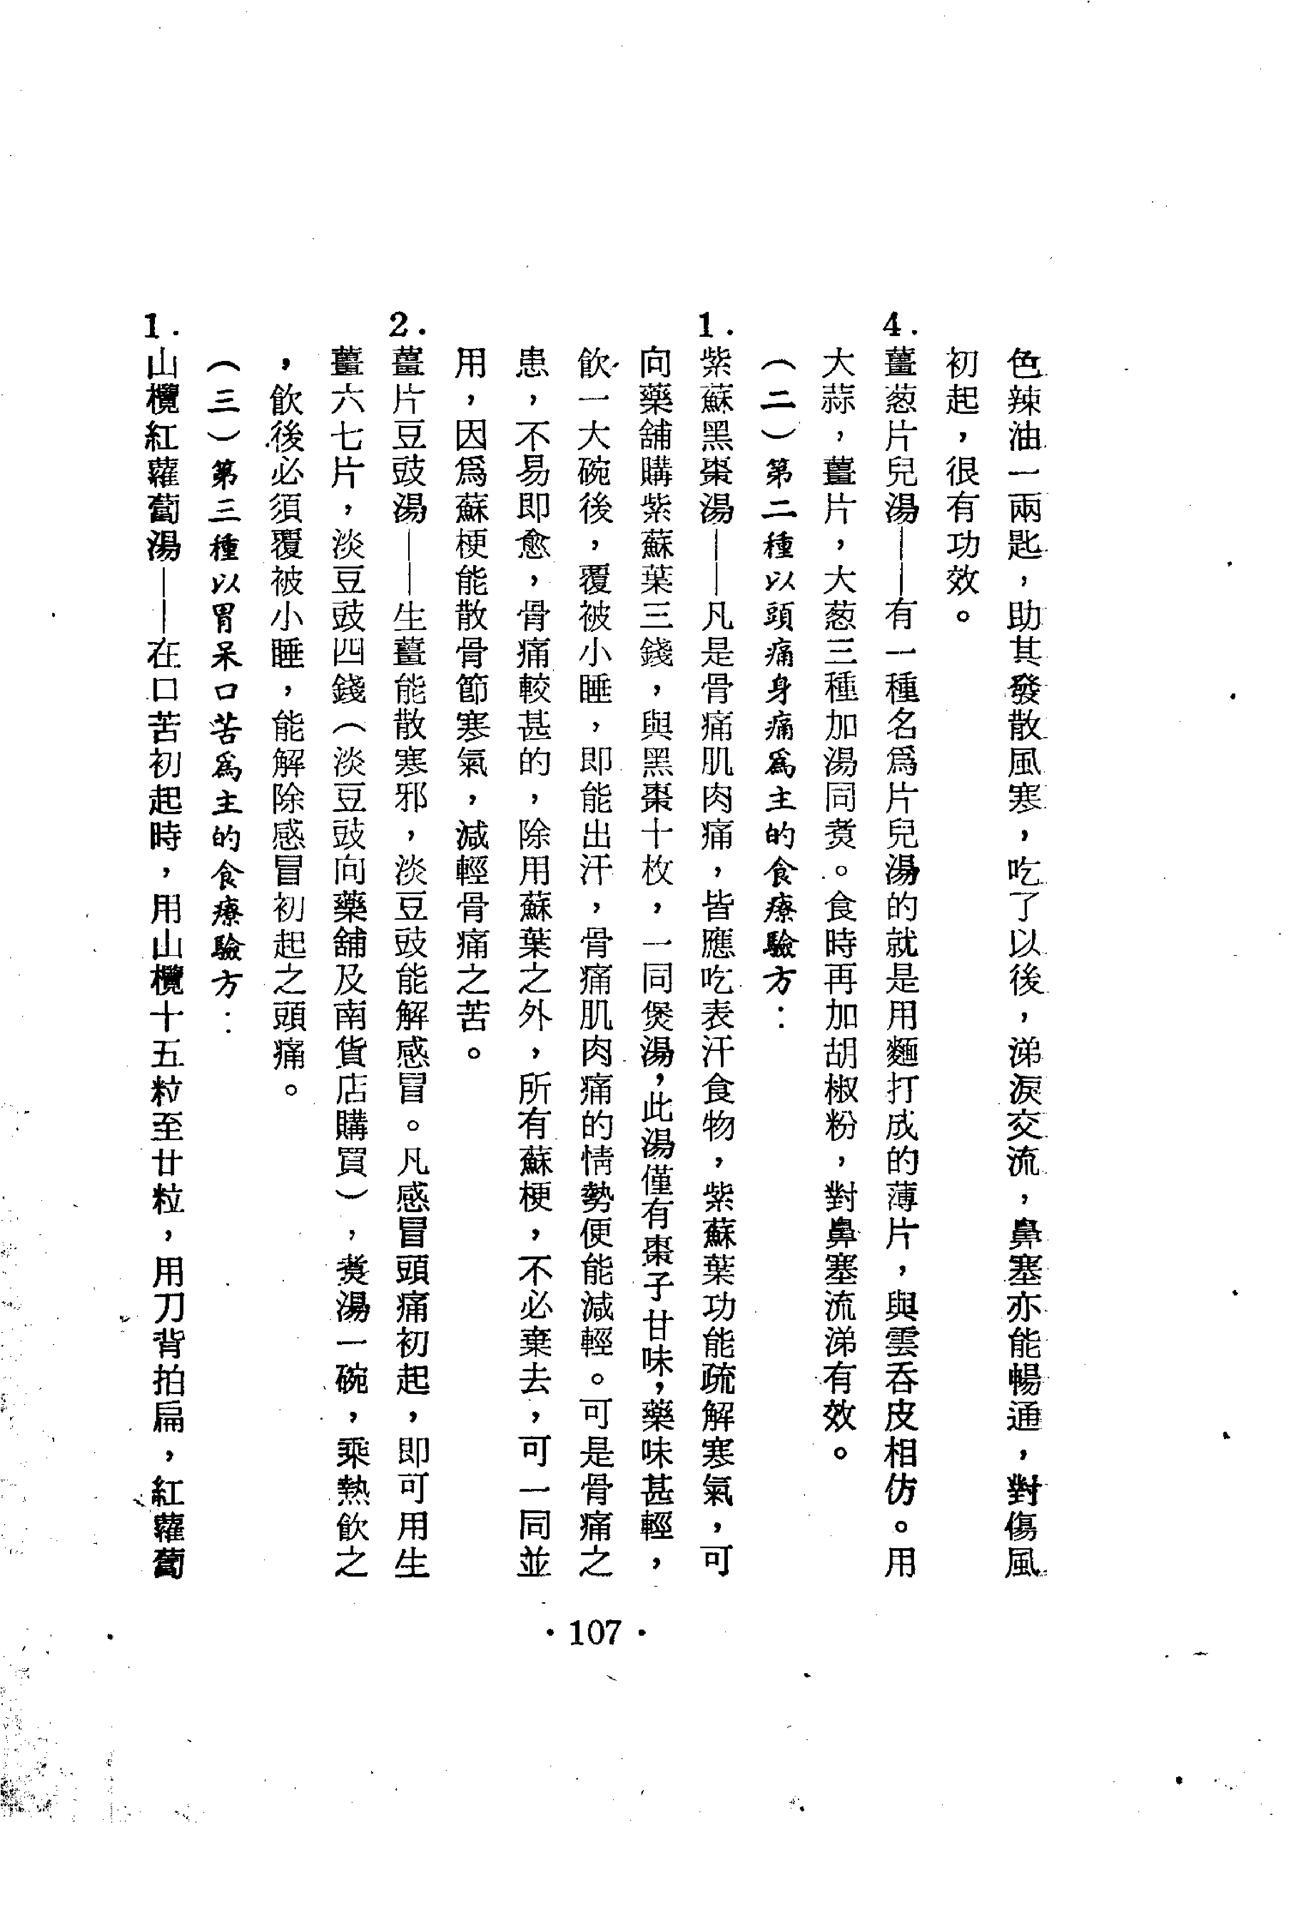 色辣油一兩匙，助其發散風寒，吃了以後，涕淚交流，鼻塞亦能暢通，對傷風
初起，很有功效。
4.薑葱片兒湯——有一種名爲片兒湯的就是用麵打成的薄片，與雲吞皮相仿。用
大蒜，薑片，大葱三種加湯同煑。食時再加胡椒粉，對鼻塞流涕有效。
（二）第二種以頭痛身痛爲主的食療驗方：
1.紫蘇黑棗湯——凡是骨痛肌肉痛，皆應吃表汗食物，紫蘇葉功能疏解寒氣，可
向藥舖購紫蘇葉三錢，與黑棗十枚，一同煲湯，此湯僅有棗子甘味，藥味甚輕，
飲一大碗後，覆被小睡，即能出汗，骨痛肌肉痛的情勢便能減輕。可是骨痛之
患，不易即愈，骨痛較甚的，除用蘇葉之外，所有蘇梗，不必棄去，可一同並
用，因爲蘇梗能散骨節寒氣，減輕骨痛之苦。
2.薑片豆豉湯——生薑能散寒邪，淡豆豉能解感冒。凡感冒頭痛初起，即可用生
薑六七片，淡豆豉四錢（淡豆豉向藥舖及南貨店購買），煑湯一碗，乘熱飲之
，飲後必須覆被小睡，能解除感冒初起之頭痛。
（三）第三種以胃呆口苦爲主的食療驗方：
1.山欖紅蘿蔔湯——在口苦初起時，用山欖十五粒至廿粒，用刀背拍扁，紅蘿蔔
·107·